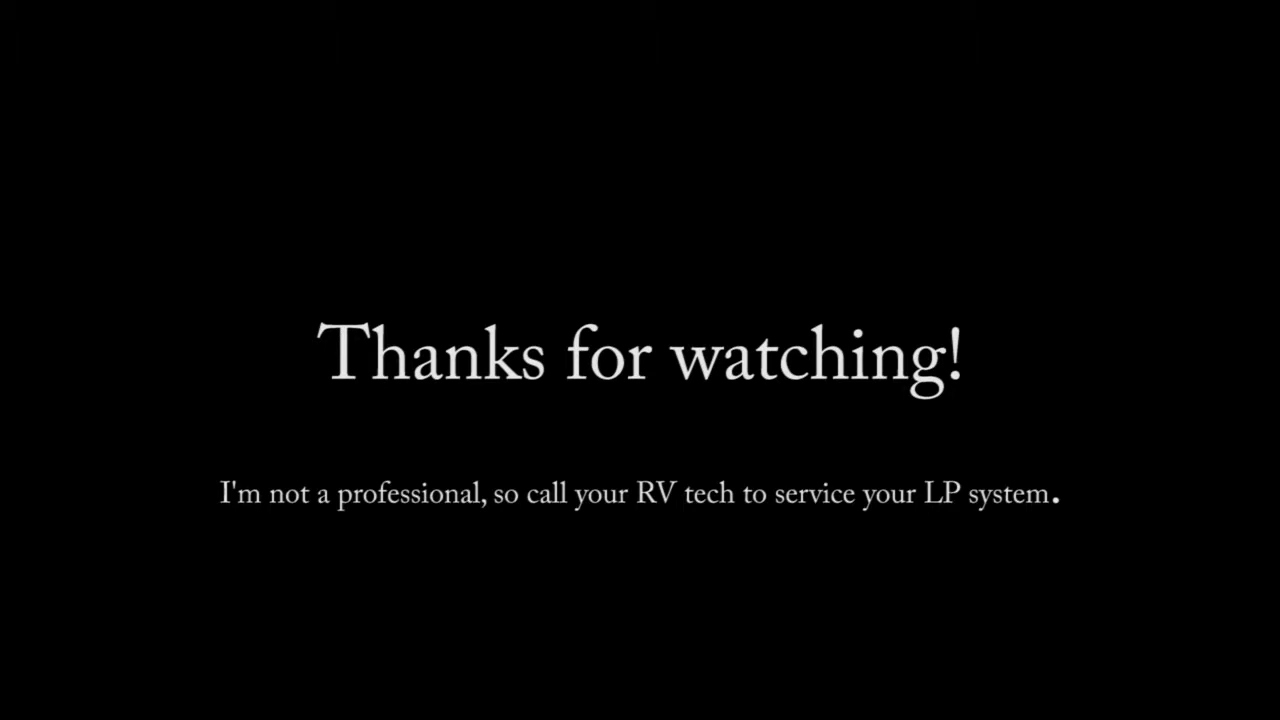 Thanks for watching!
I'm not a professional, so call your RV tech to service your LP system.